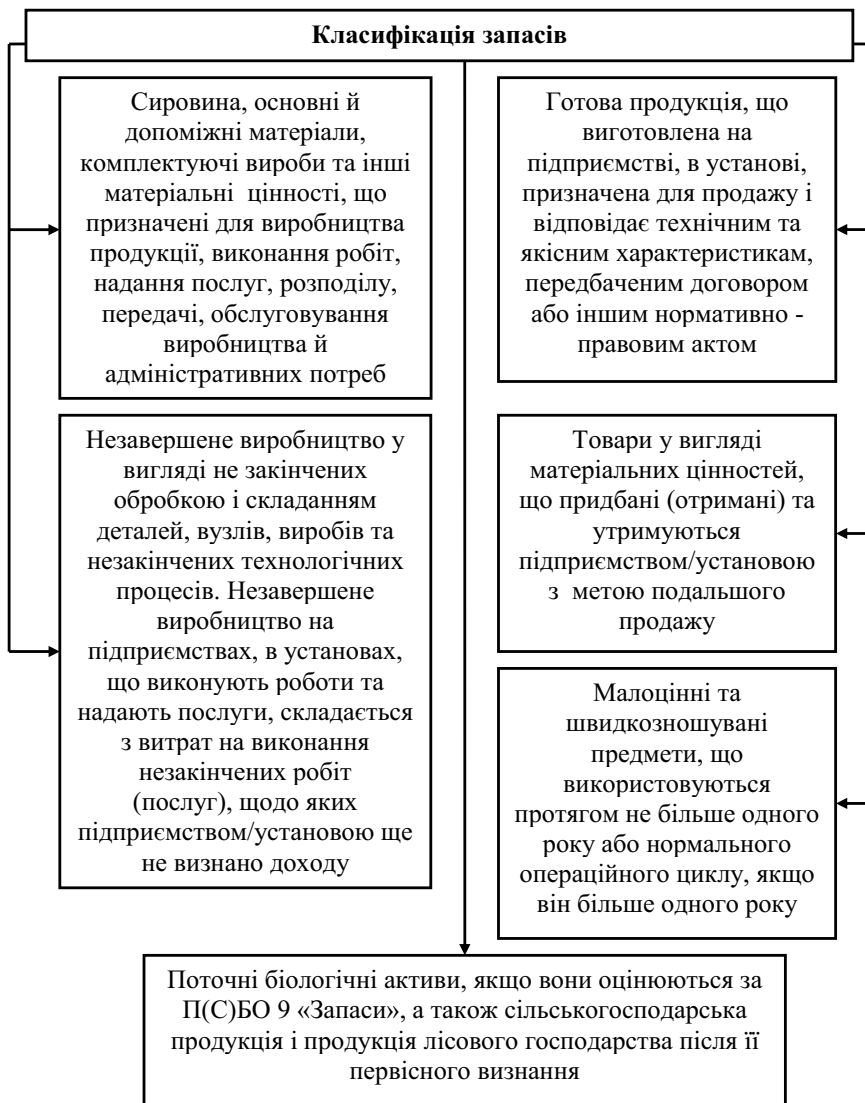 Класифікація запасів
Сировина, основні й
допоміжні матеріали,
комплектуючі вироби та інші
матеріальні цінності, що
призначені для виробництва
продукції, виконання робіт,
надання послуг, розподілу,
передачі, обслуговування
виробництва й
адміністративних потреб
Незавершене виробництво у
вигляді не закінчених
обробкою і складанням
деталей, вузлів, виробів та
незакінчених технологічних
процесів. Незавершене
виробництво на
підприємствах, в установах,
що виконують роботи та
надають послуги, складається
з витрат на виконання
незакінчених робіт
(послуг), щодо яких
підприємством/установою ще
не визнано доходу
Готова продукція, що
виготовлена на
підприємстві, в установі,
призначена для продажу і
відповідає технічним та
якісним характеристикам,
передбаченим договором
або іншим нормативно -
правовим актом
Товари у вигляді
матеріальних цінностей,
що придбані (отримані) та
утримуються
підприємством/установою
з метою подальшого
продажу
Малоцінні та
швидкозношувані
предмети, що
використовуються
протягом не більше одного
року або нормального
операційного циклу, якщо
він більше одного року
Поточні біологічні активи, якщо вони оцінюються за
П(С)БО 9 «Запаси», а також сільськогосподарська
продукція і продукція лісового господарства після її
первісного визнання